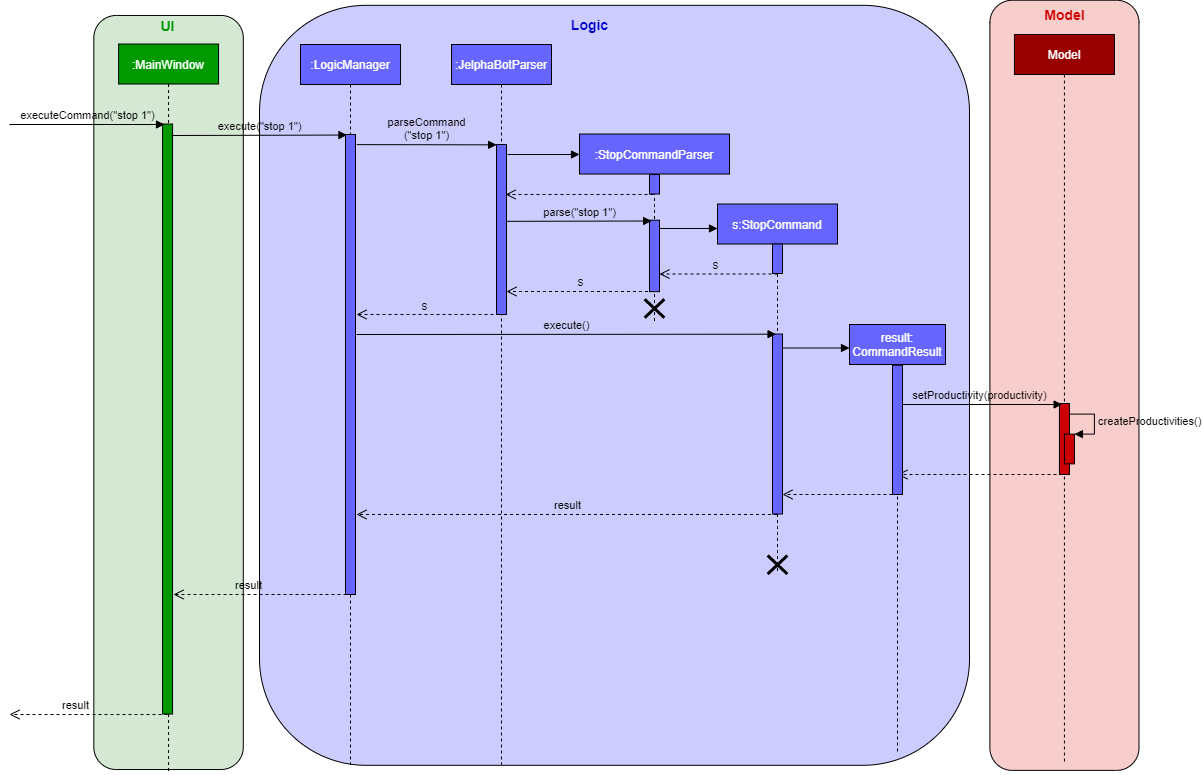 UI
Logic
Model
:MainWindow
:LogicManager
:JelphaBotParser
Model
executeCommand("stop 1")
execute("stop 1")
parseCommand
("stop 1")
:StopCommandParser
parse("stop 1")
s:StopCommand
s
s
s
execute()
result:
CommandResult
setProductivity(productivity)
createProductivities()
result
result
result